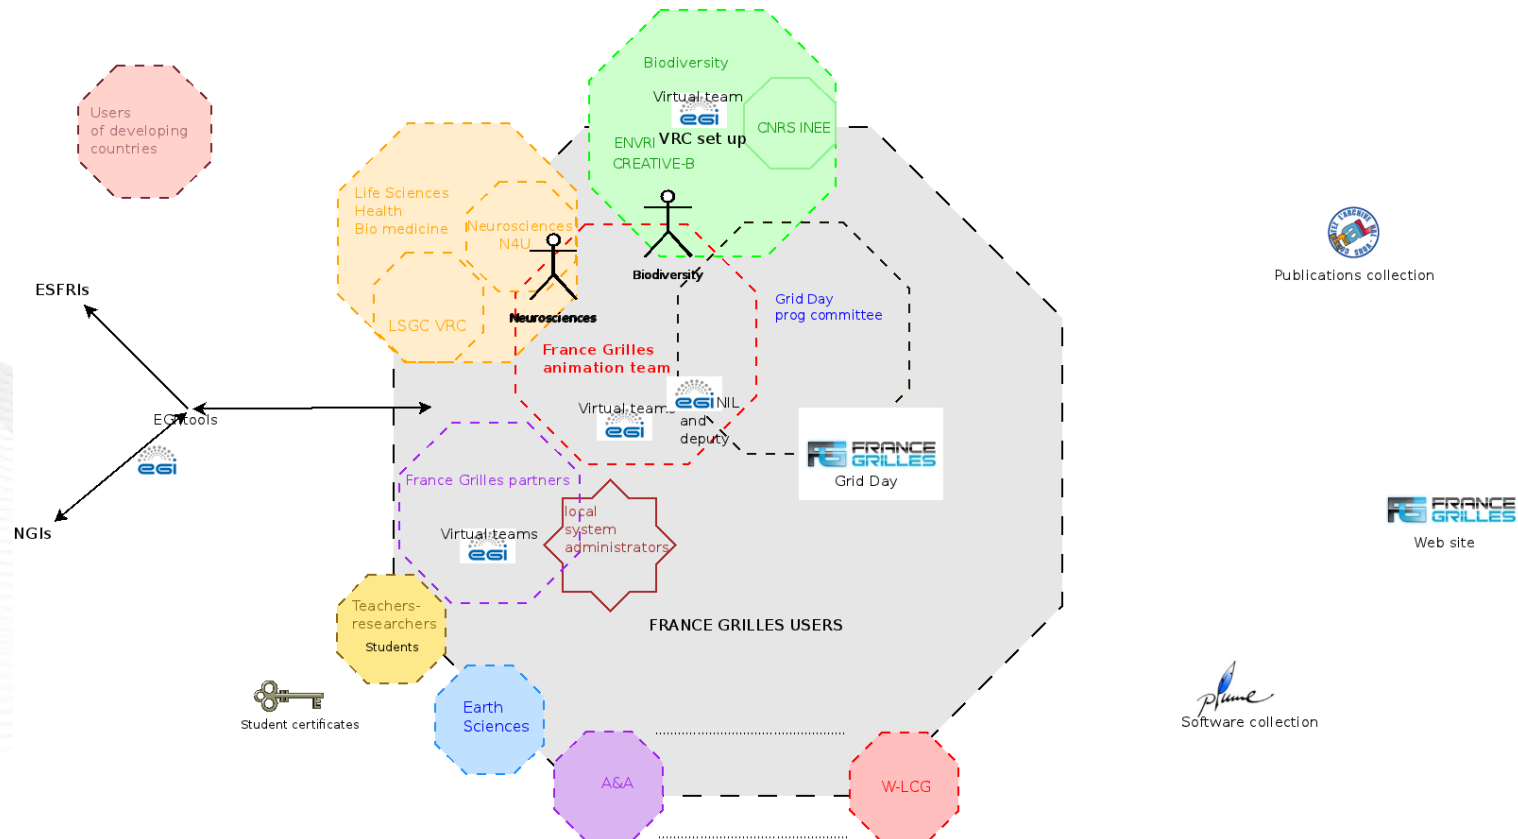 Biodiversity
Virtual team
egi
CNRS INEE
ENVRI
VRC set up
CREATIVE-B
Users
of developing
countries
Life Sciences
Health
Bio medicine
Neurosciences
N4U
LSGC VRC
Neurosciences
Biodiversity
Grid Day
prog committee
France Grilles
animation team
Virtual teams
egi
egi
NIL
and
deputy
FRANCE
GRILLES
Grid Day
ESFRIs
EGI tools
egi
NGIs
France Grilles partners
Virtual teams
egi
local
system
administrators
Teachers-
researchers
Students
FRANCE GRILLES USERS
Student certificates
Earth
Sciences
A&A
W-LCG
HAL
Publications collection
FRANCE
GRILLES
Web site
plume
Software collection